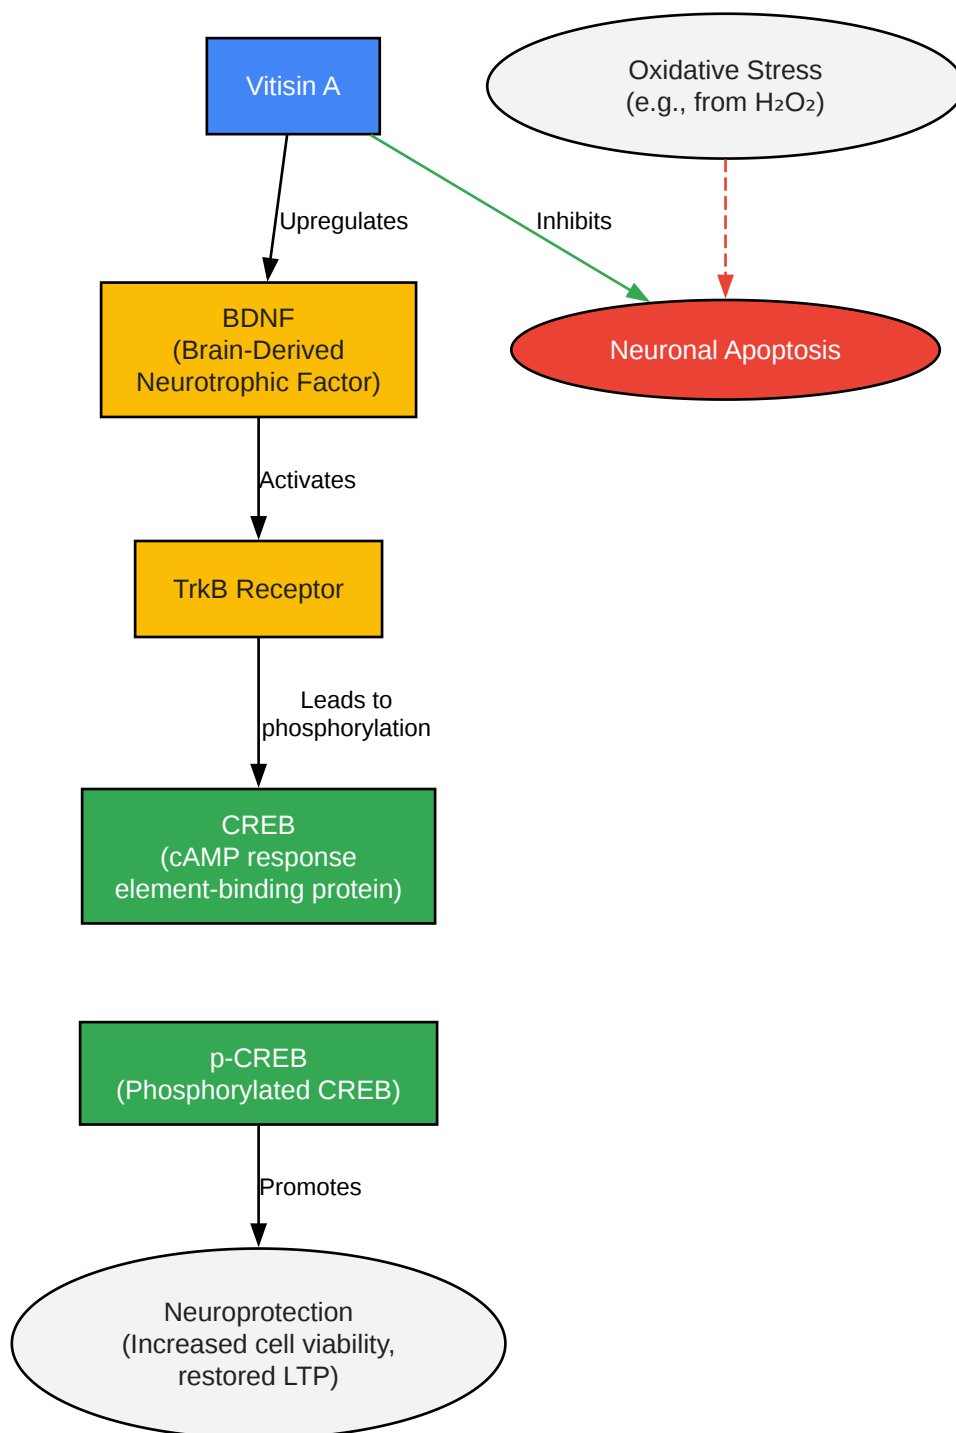 Vitisin A
Oxidative Stress
(e.g., from H₂O₂)
Upregulates
Inhibits
BDNF
(Brain-Derived
Neurotrophic Factor)
Neuronal Apoptosis
Activates
TrkB Receptor
Leads to
phosphorylation
CREB
(cAMP response
element-binding protein)
p-CREB
(Phosphorylated CREB)
Promotes
Neuroprotection
(Increased cell viability,
restored LTP)